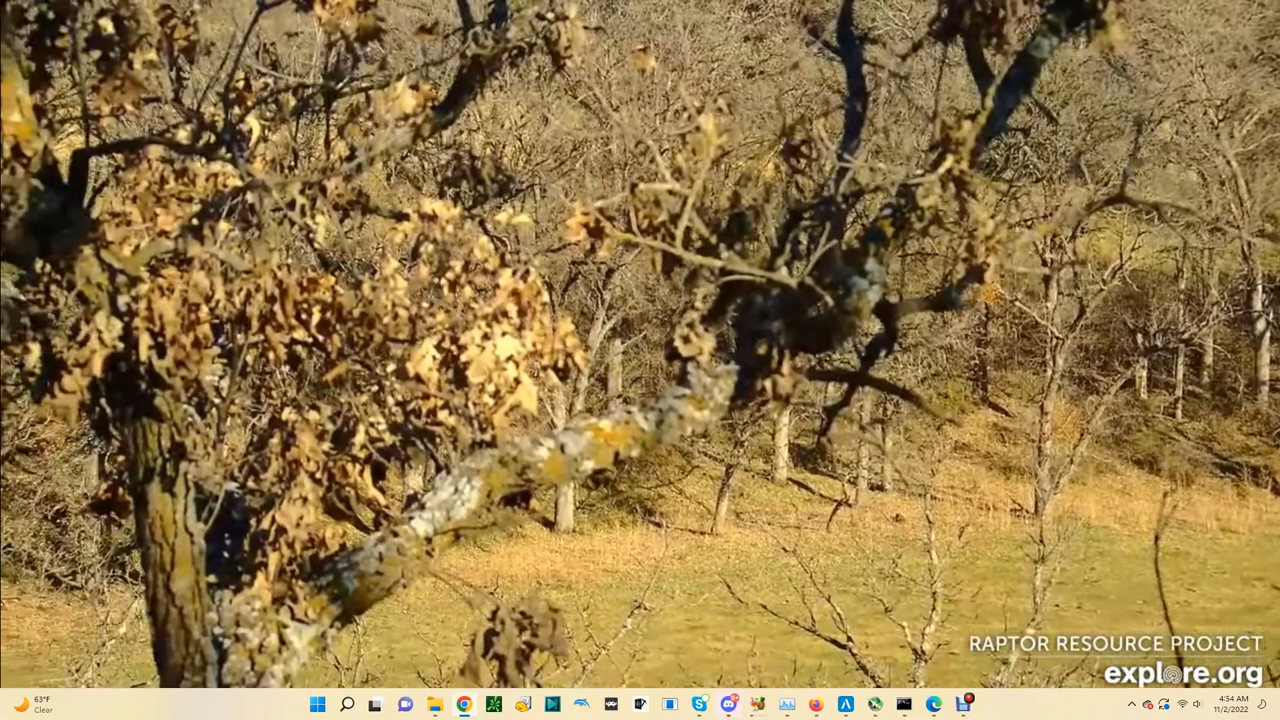 RAPTOR RESOURCE PROJECT
explore.org
63°F
Clear
4:54 AM
11/2/2022